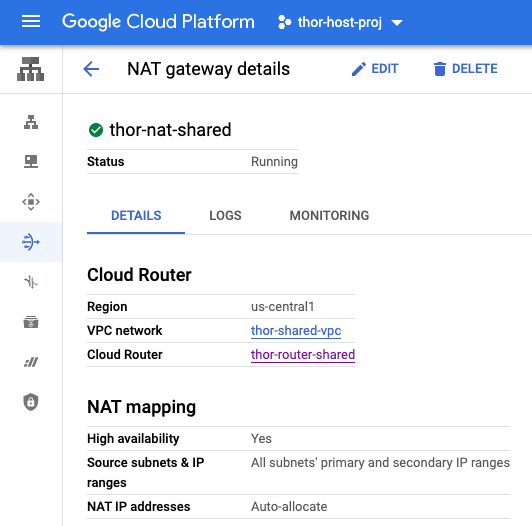 Google Cloud Platform thor-host-proj
NAT gateway details EDIT DELETE
thor-nat-shared
Status Running
DETAILS LOGS MONITORING
Cloud Router
Region us-central1
VPC network thor-shared-vpc
Cloud Router thor-router-shared
NAT mapping
High availability Yes
Source subnets & IP All subnets' primary and secondary IP ranges
ranges
NAT IP addresses Auto-allocate